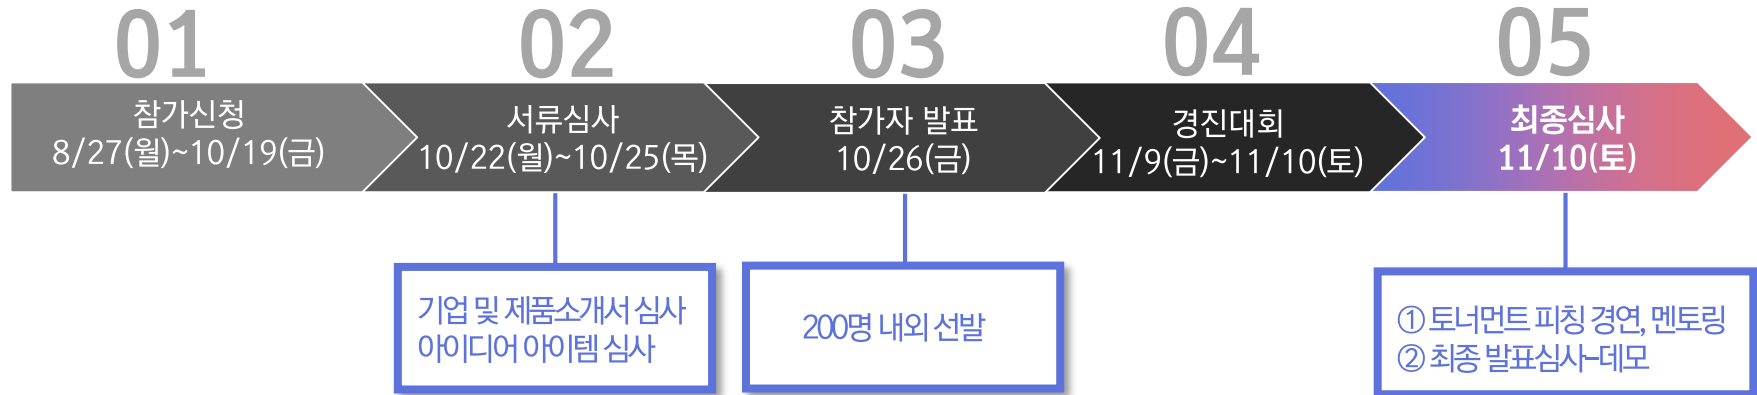 01
참가신청
8/27(월)~10/19(금)
02
서류심사
10/22(월)~10/25(목)
03
참가자 발표
10/26(금)
04
경진대회
11/9(금)~11/10(토)
05
최종심사
11/10(토)
기업 및 제품소개서 심사
아이디어 아이템 심사
200명 내외 선발
① 토너먼트 피칭 경연, 멘토링
② 최종 발표심사-데모